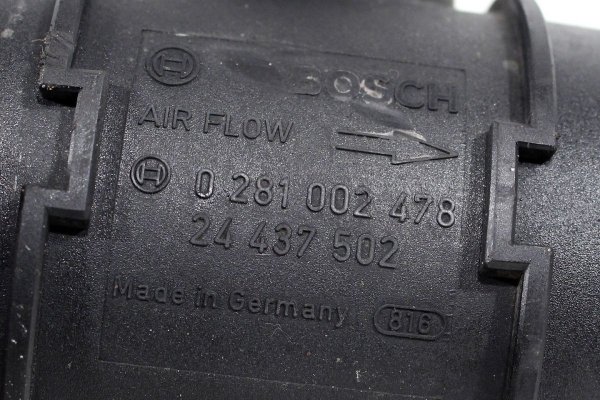 BOSCH
AIR FLOW
0 281 002 478
24 437 502
Made in Germany 816